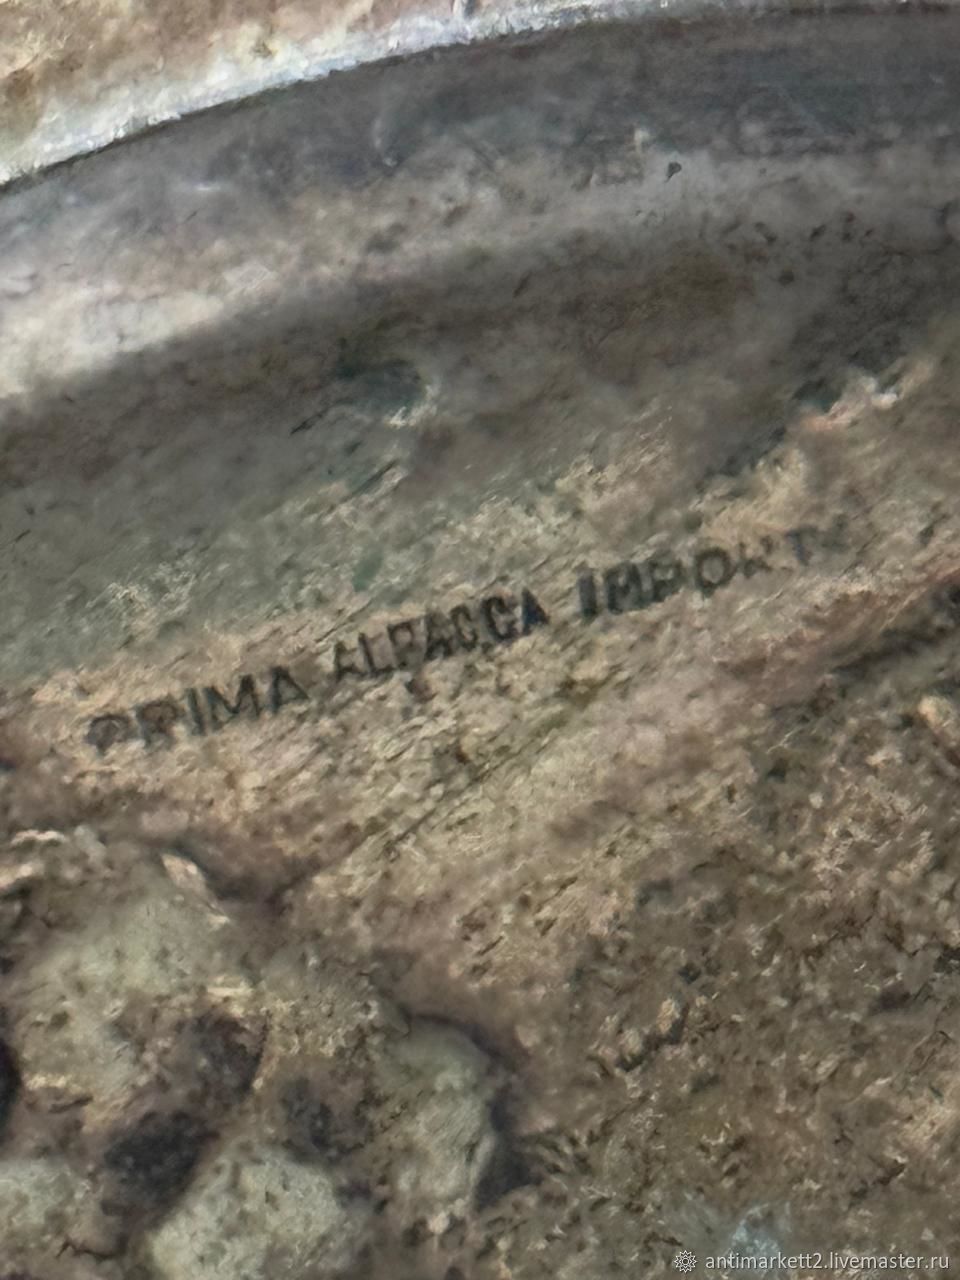 PRIMA ALPACCA IMPORT
antimarkett2.livemaster.ru